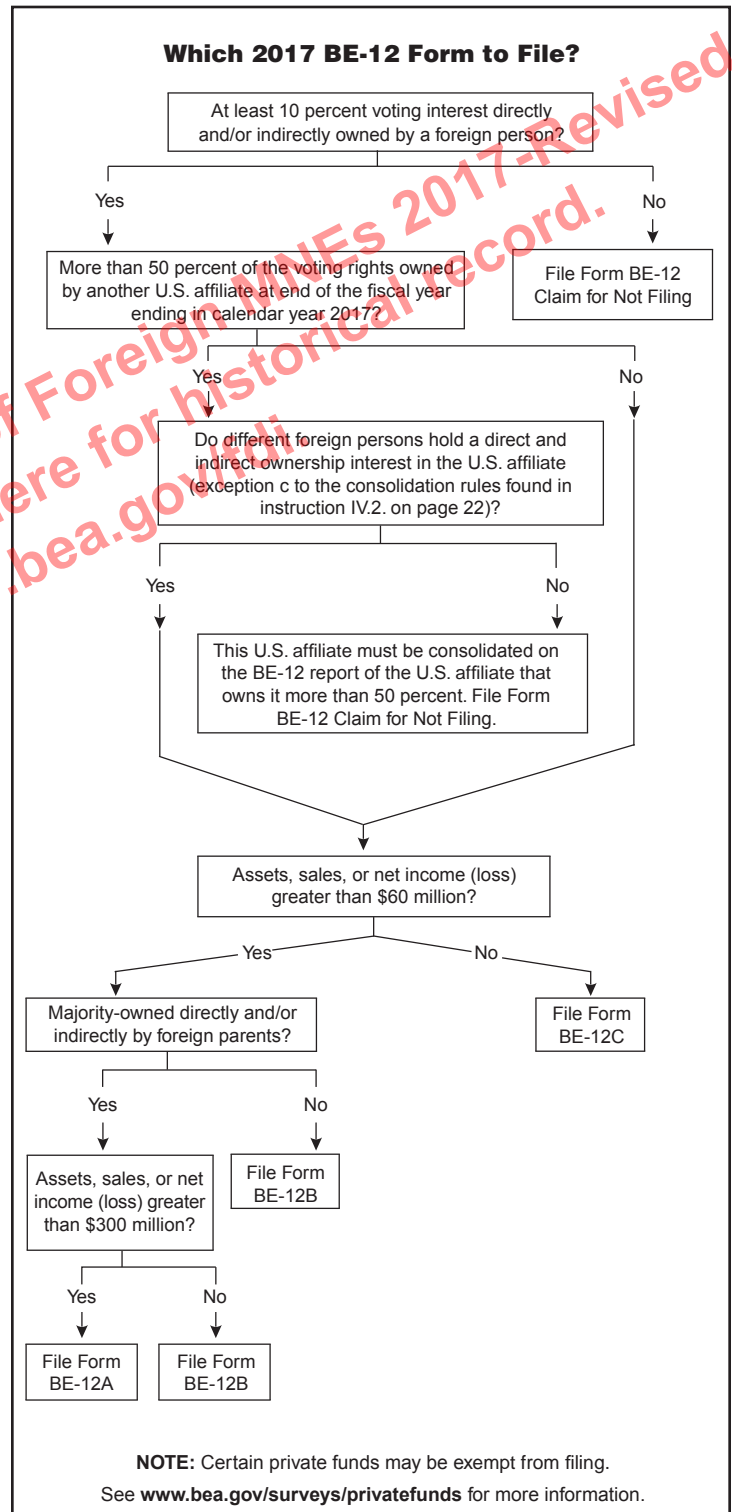 Which 2017 BE-12 Form to File?
At least 10 percent voting interest directly
and/or indirectly owned by a foreign person?
Yes
No
More than 50 percent of the voting rights owned
by another U.S. affiliate at end of the fiscal year
ending in calendar year 2017?
File Form BE-12
Claim for Not Filing
Yes
No
Do different foreign persons hold a direct and
indirect ownership interest in the U.S. affiliate
(exception c to the consolidation rules found in
instruction IV.2. on page 22)?
Yes
No
This U.S. affiliate must be consolidated on
the BE-12 report of the U.S. affiliate that
owns it more than 50 percent. File Form
BE-12 Claim for Not Filing.
Assets, sales, or net income (loss)
greater than $60 million?
Yes
No
Majority-owned directly and/or
indirectly by foreign parents?
File Form
BE-12C
Yes
No
Assets, sales, or net
income (loss) greater
than $300 million?
File Form
BE-12B
Yes
No
File Form
BE-12A
File Form
BE-12B
NOTE: Certain private funds may be exempt from filing.
See www.bea.gov/surveys/privatefunds for more information.
of Foreign MNEs 2017-Revised
here for historical record.
.bea.gov/fdi.